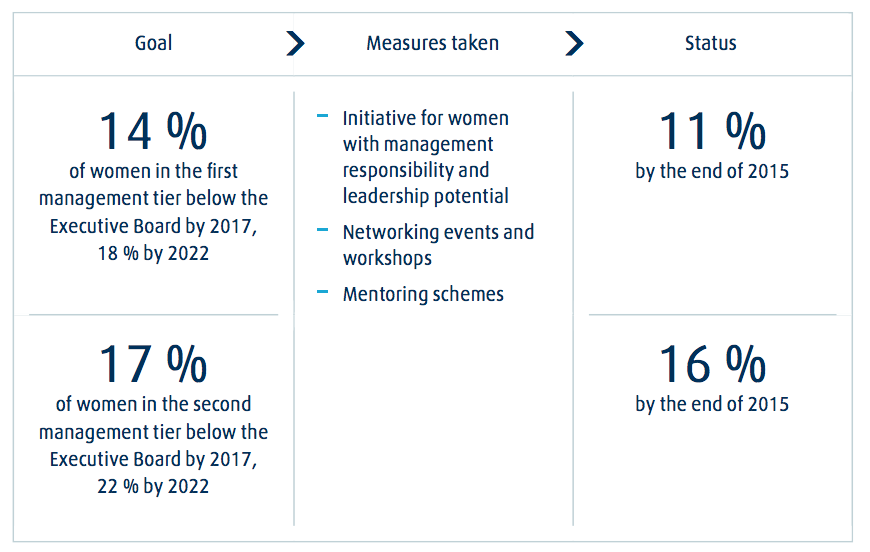 Goal
Measures taken
Status
14 %
of women in the first
management tier below the
Executive Board by 2017,
18 % by 2022
Initiative for women
with management
responsibility and
leadership potential
Networking events and
workshops
Mentoring schemes
11 %
by the end of 2015
17 %
of women in the second
management tier below the
Executive Board by 2017,
22 % by 2022
16 %
by the end of 2015